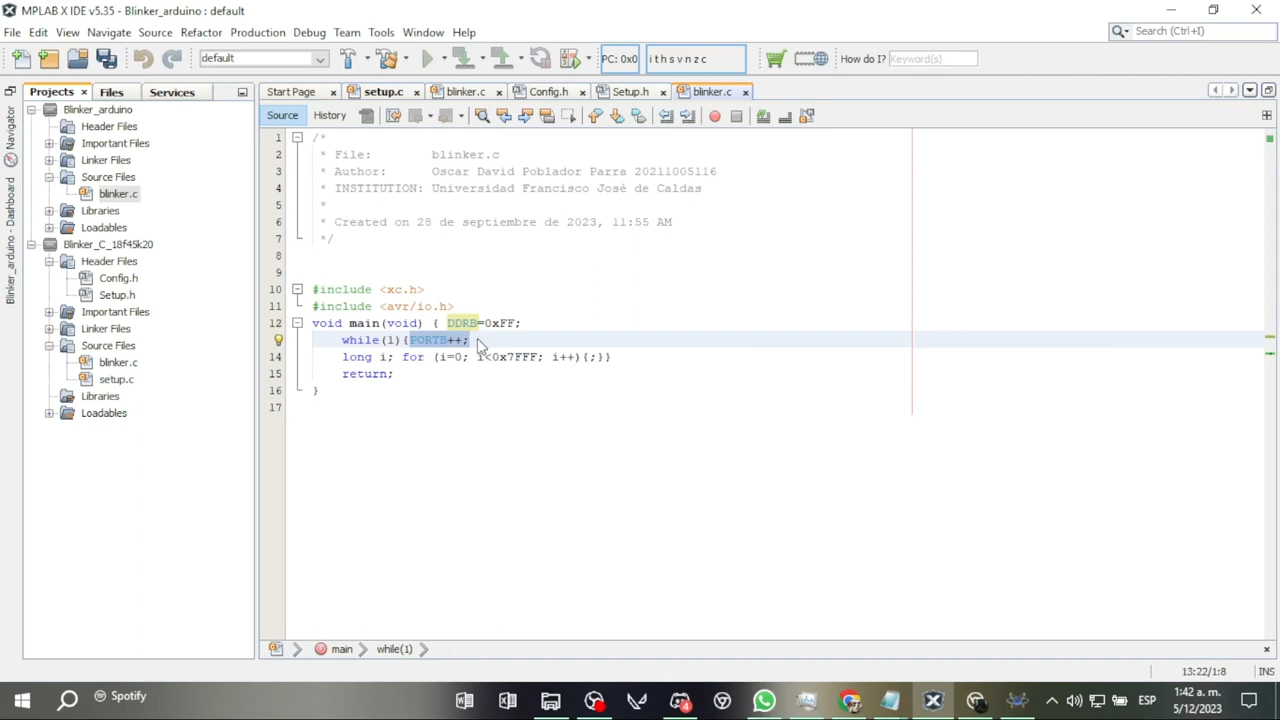 MPLAB X IDE v5.35 - Blinker_arduino : default
File Edit View Navigate Source Refactor Production Debug Team Tools Window Help
Search (Ctrl+I)
default
PC: 0x0
i t h s v n z c
How do I?
Keyword(s)
Projects
Files
Services
Start Page
setup.c
blinker.c
Config.h
Setup.h
blinker.c
Navigator
Blinker_arduino - Dashboard
Blinker_arduino
Header Files
Important Files
Linker Files
Source Files
blinker.c
Libraries
Loadables
Blinker_C_18f45k20
Header Files
Config.h
Setup.h
Important Files
Linker Files
Source Files
blinker.c
setup.c
Libraries
Loadables
Source
History
1 /*
2 * File: blinker.c
3 * Author: Oscar David Poblador Parra 20211005116
4 * INSTITUTION: Universidad Francisco José de Caldas
5 *
6 * Created on 28 de septiembre de 2023, 11:55 AM
7 */
8
9
10 #include <xc.h>
11 #include <avr/io.h>
12 void main(void) { DDRB=0xFF;
while(1){PORTB++;
14 long i; for (i=0; i<0x7FFF; i++){;}}
15 return;
16 }
17
main
while(1)
13:22/1:8
INS
Spotify
4
ESP
1:42 a. m.
5/12/2023